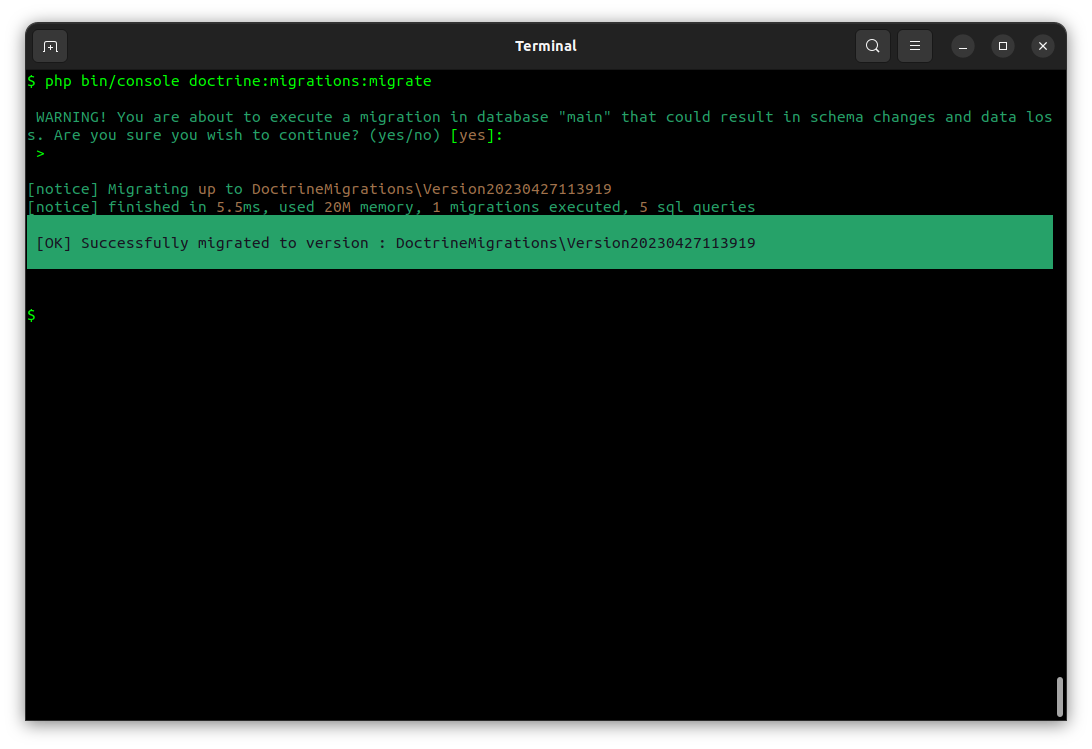 Terminal
$ php bin/console doctrine:migrations:migrate
WARNING! You are about to execute a migration in database "main" that could result in schema changes and data los
s. Are you sure you wish to continue? (yes/no) [yes]:
>
[notice] Migrating up to DoctrineMigrations\Version20230427113919
[notice] finished in 5.5ms, used 20M memory, 1 migrations executed, 5 sql queries
[OK] Successfully migrated to version : DoctrineMigrations\Version20230427113919
$